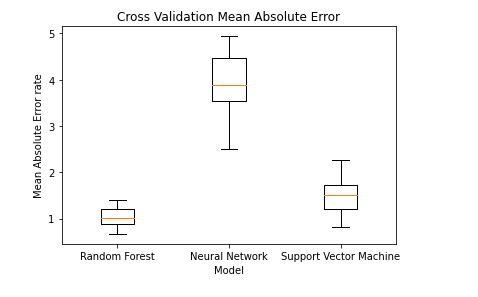 Cross Validation Mean Absolute Error
Mean Absolute Error rate
5
4
3
2
1
Random Forest
Neural Network
Support Vector Machine
Model